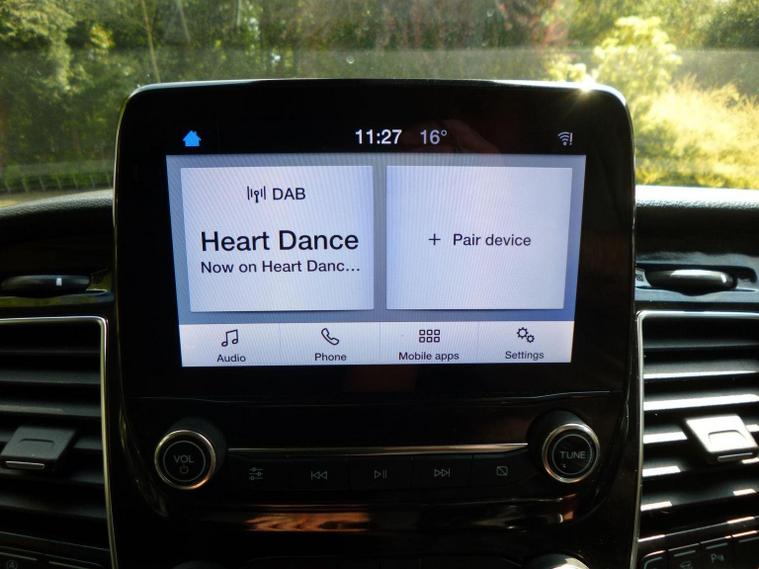 11:27 16°
DAB
Heart Dance
Now on Heart Danc...
+ Pair device
Audio Phone Mobile apps Settings
VOL
TUNE